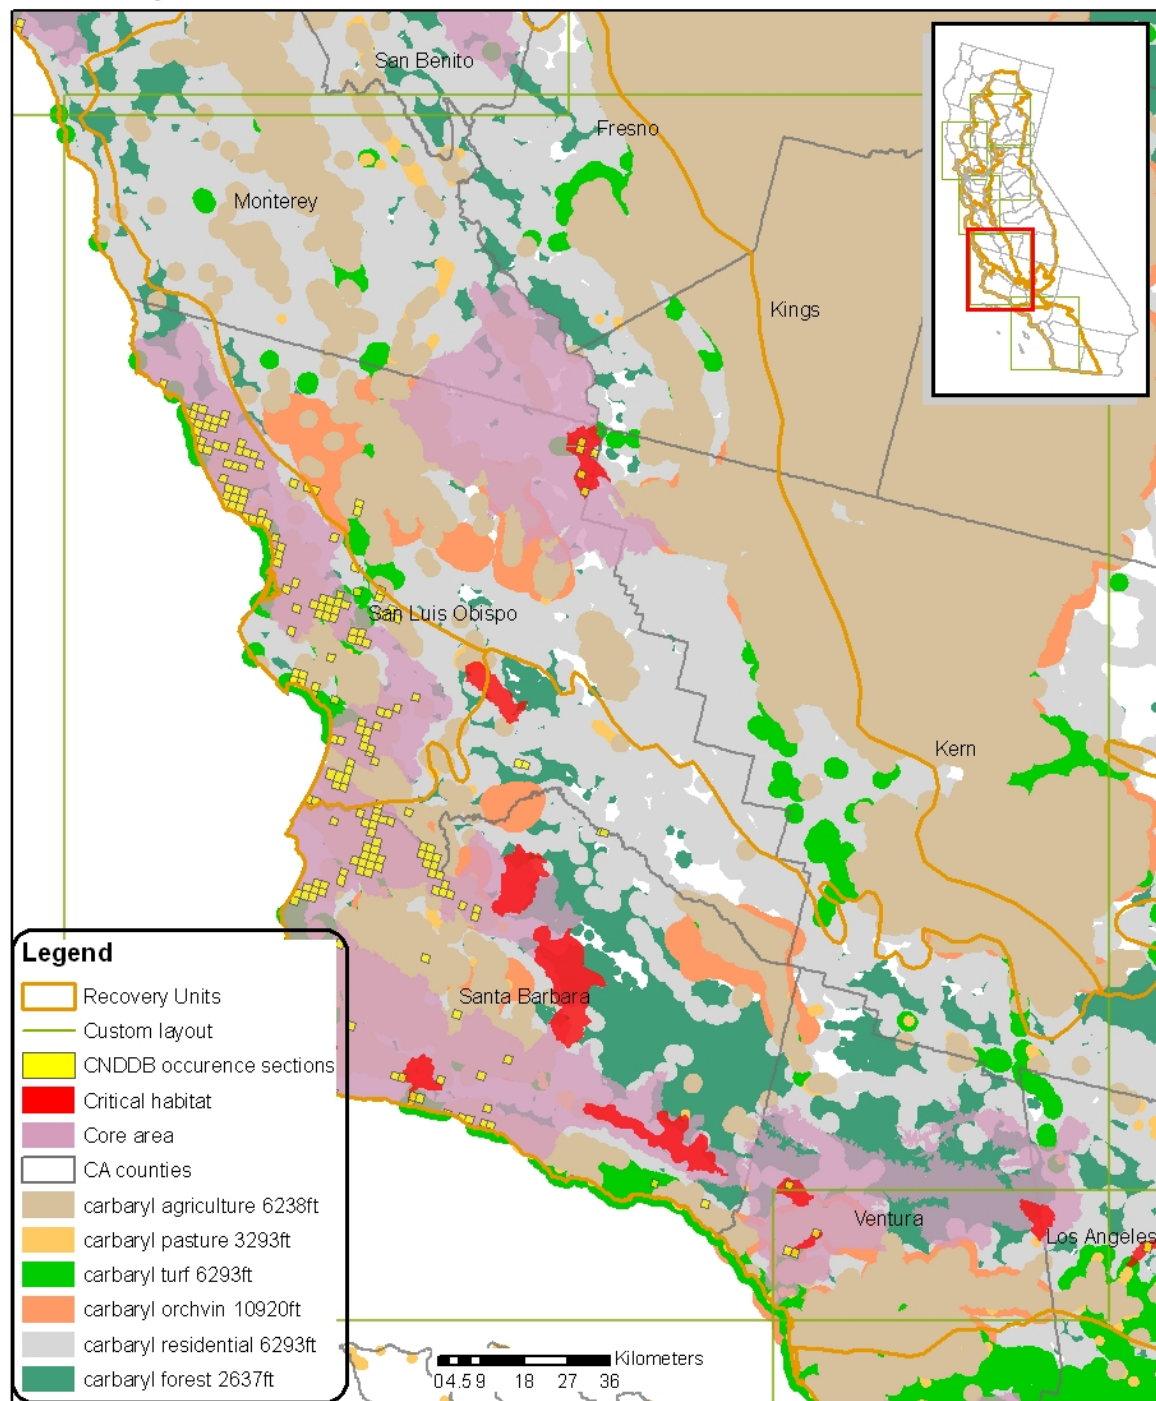 San Benito
Fresno
Monterey
Kings
San Luis Obispo
Kern
Santa Barbara
Ventura
Los Angeles
Legend
Recovery Units
Custom layout
CNDDB occurence sections
Critical habitat
Core area
CA counties
carbaryl agriculture 6238ft
carbaryl pasture 3293ft
carbaryl turf 6293ft
carbaryl orchvin 10920ft
carbaryl residential 6293ft
carbaryl forest 2637ft
Kilometers
0 4.5 9 18 27 36